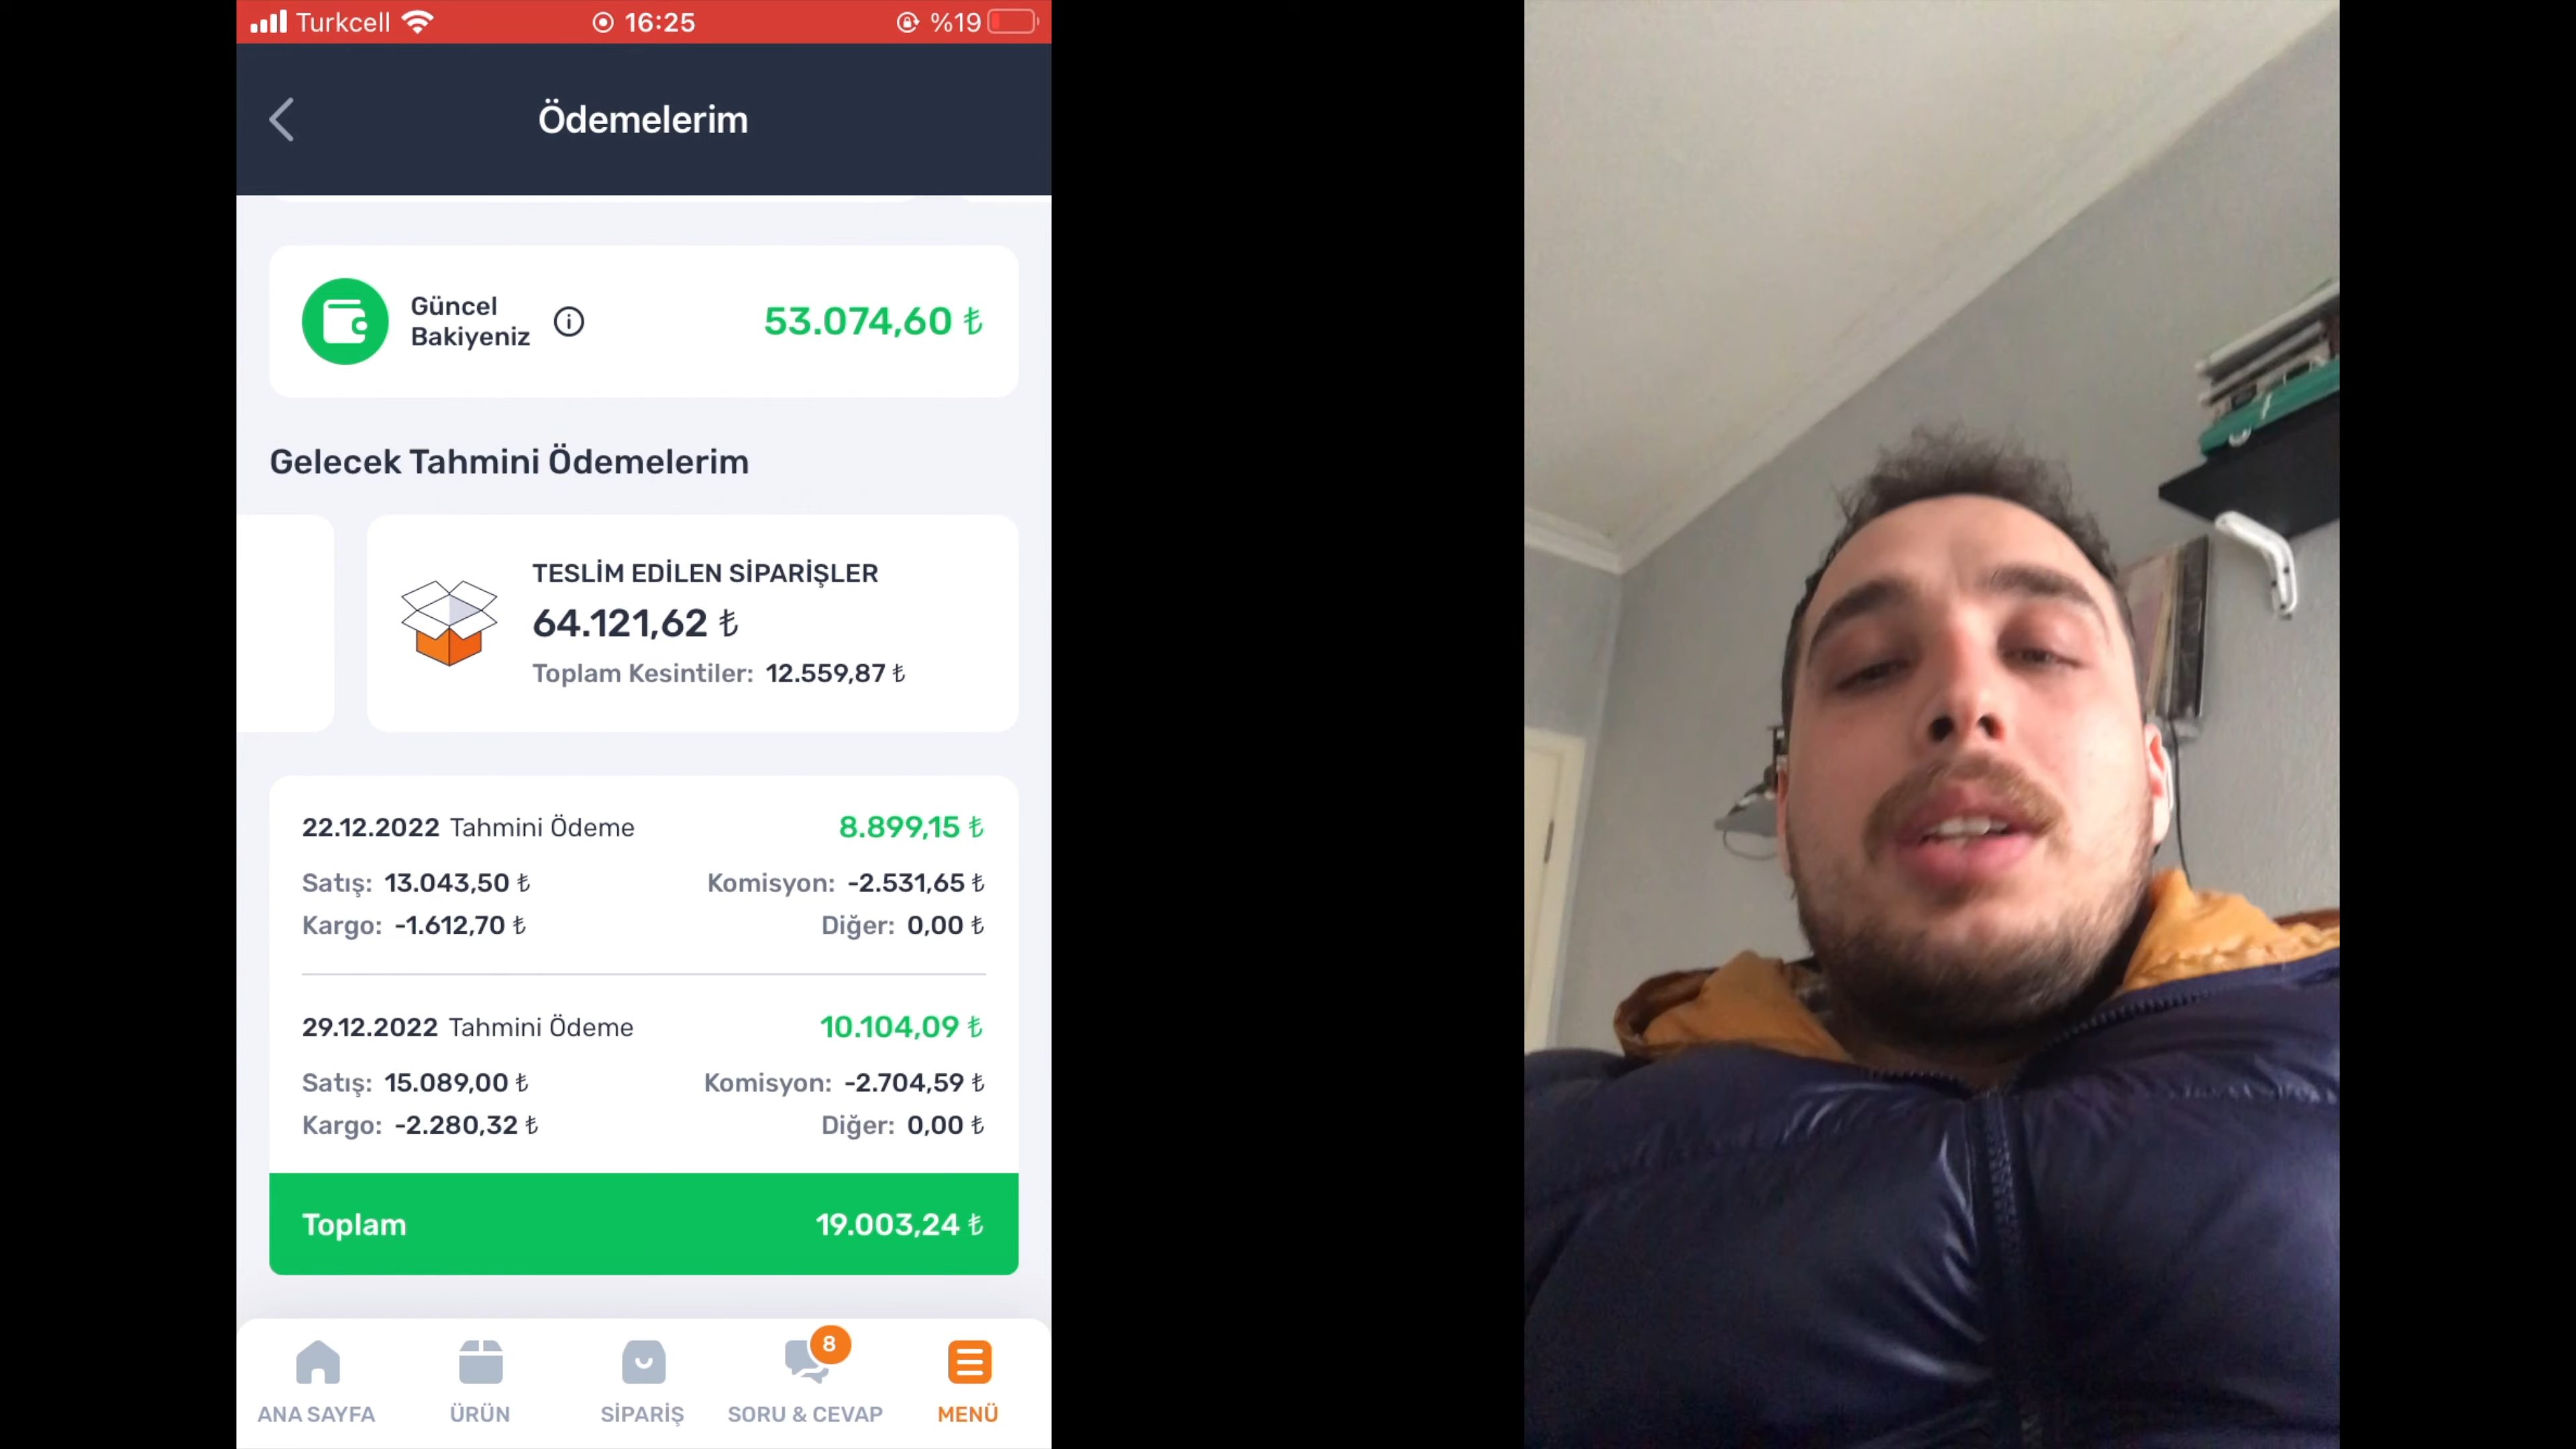 Turkcell 16:25 %19
Ödemelerim
Güncel
Bakiyeniz 53.074,60 ₺
Gelecek Tahmini Ödemelerim
TESLİM EDİLEN SİPARİŞLER
64.121,62 ₺
Toplam Kesintiler: 12.559,87 ₺
22.12.2022 Tahmini Ödeme 8.899,15 ₺
Satış: 13.043,50 ₺ Komisyon: -2.531,65 ₺
Kargo: -1.612,70 ₺ Diğer: 0,00 ₺
29.12.2022 Tahmini Ödeme 10.104,09 ₺
Satış: 15.089,00 ₺ Komisyon: -2.704,59 ₺
Kargo: -2.280,32 ₺ Diğer: 0,00 ₺
Toplam 19.003,24 ₺
8
ANA SAYFA ÜRÜN SİPARİŞ SORU & CEVAP MENÜ